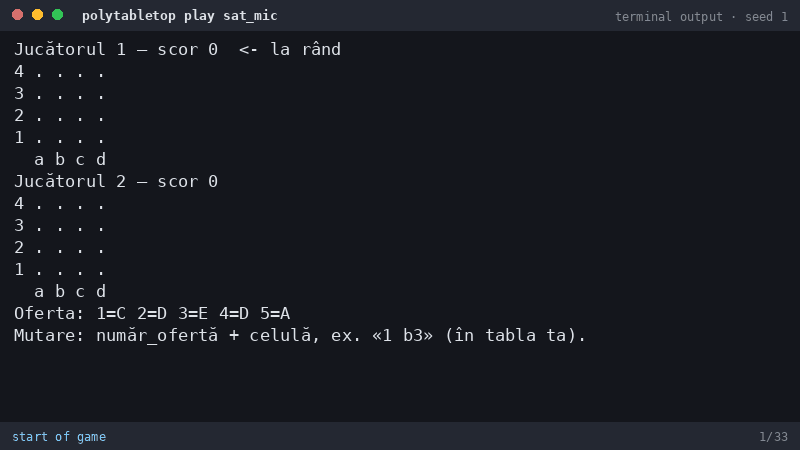 polytabletop play sat_mic
terminal output · seed 1
Jucătorul 1 — scor 0  <- la rând
4 . . . .
3 . . . .
2 . . . .
1 . . . .
  a b c d
Jucătorul 2 — scor 0
4 . . . .
3 . . . .
2 . . . .
1 . . . .
  a b c d
Oferta: 1=C 2=D 3=E 4=D 5=A
Mutare: număr_ofertă + celulă, ex. «1 b3» (în tabla ta).
start of game
1/33